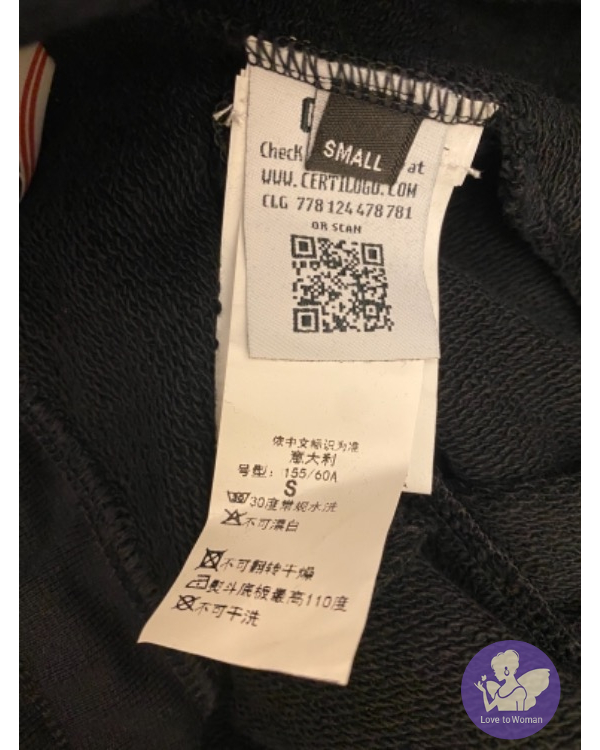 Check
SMALL
at
WWW.CERTILOGO.COM
CLG 778 124 478 781
OR SCAN
依中文标识为准
意大利
号型: 155/60A
S
30度常规水洗
不可漂白
不可翻转干燥
熨斗底板最高110度
不可干洗
Love to Woman